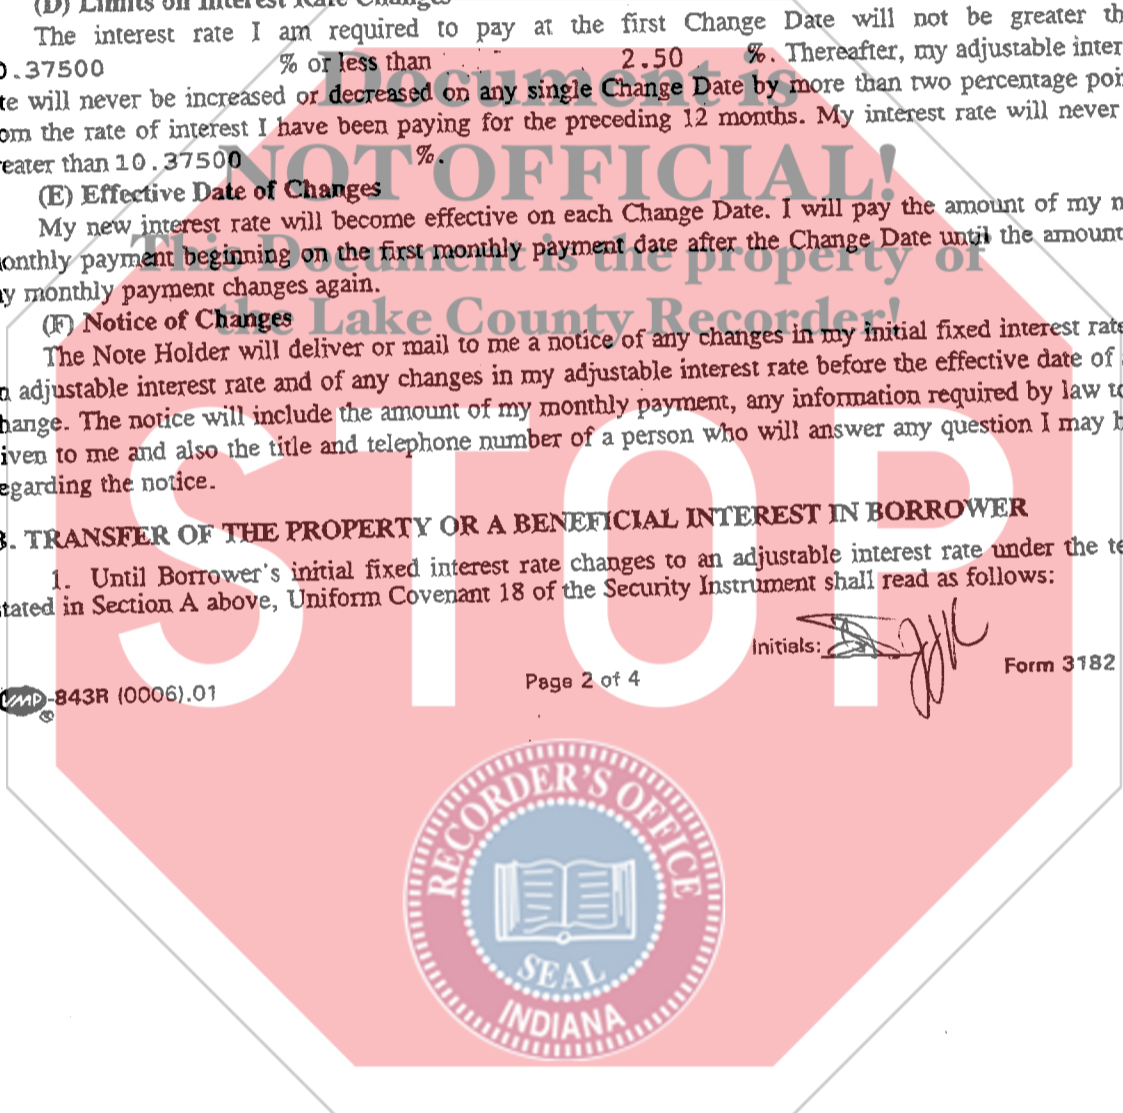 (D) Limits on Interest Rate Changes
The interest rate I am required to pay at the first Change Date will not be greater th
0.37500 % or less than 2.50 %. Thereafter, my adjustable inter
te will never be increased or decreased on any single Change Date by more than two percentage poi
om the rate of interest I have been paying for the preceding 12 months. My interest rate will never
eater than 10.37500 %.
(E) Effective Date of Changes
My new interest rate will become effective on each Change Date. I will pay the amount of my n
onthly payment beginning on the first monthly payment date after the Change Date until the amount
y monthly payment changes again.
(F) Notice of Changes
The Note Holder will deliver or mail to me a notice of any changes in my initial fixed interest rate
n adjustable interest rate and of any changes in my adjustable interest rate before the effective date of
hange. The notice will include the amount of my monthly payment, any information required by law to
iven to me and also the title and telephone number of a person who will answer any question I may h
egarding the notice.
B. TRANSFER OF THE PROPERTY OR A BENEFICIAL INTEREST IN BORROWER
1. Until Borrower's initial fixed interest rate changes to an adjustable interest rate under the te
tated in Section A above, Uniform Covenant 18 of the Security Instrument shall read as follows:
Initials:
Form 3182
VMP-843R (0006).01
Page 2 of 4
Document is
NOT OFFICIAL!
This Document is the property of
the Lake County Recorder!
STOP
RECORDER'S OFFICE
SEAL
INDIANA